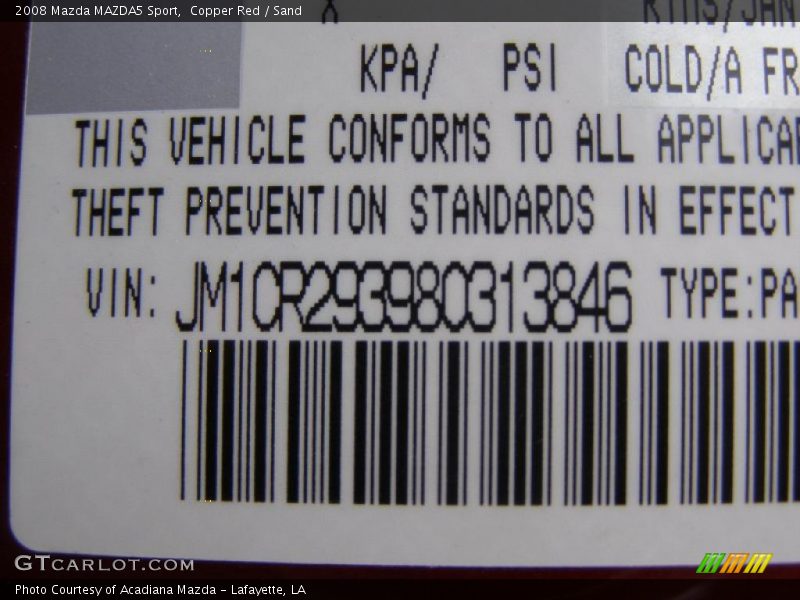 2008 Mazda MAZDA5 Sport, Copper Red / Sand
KPA/ PSI COLD/A FR
THIS VEHICLE CONFORMS TO ALL APPLICA
THEFT PREVENTION STANDARDS IN EFFECT
VIN: JM1CR293980313846 TYPE:PA
GTCARLOT.COM
Photo Courtesy of Acadiana Mazda - Lafayette, LA